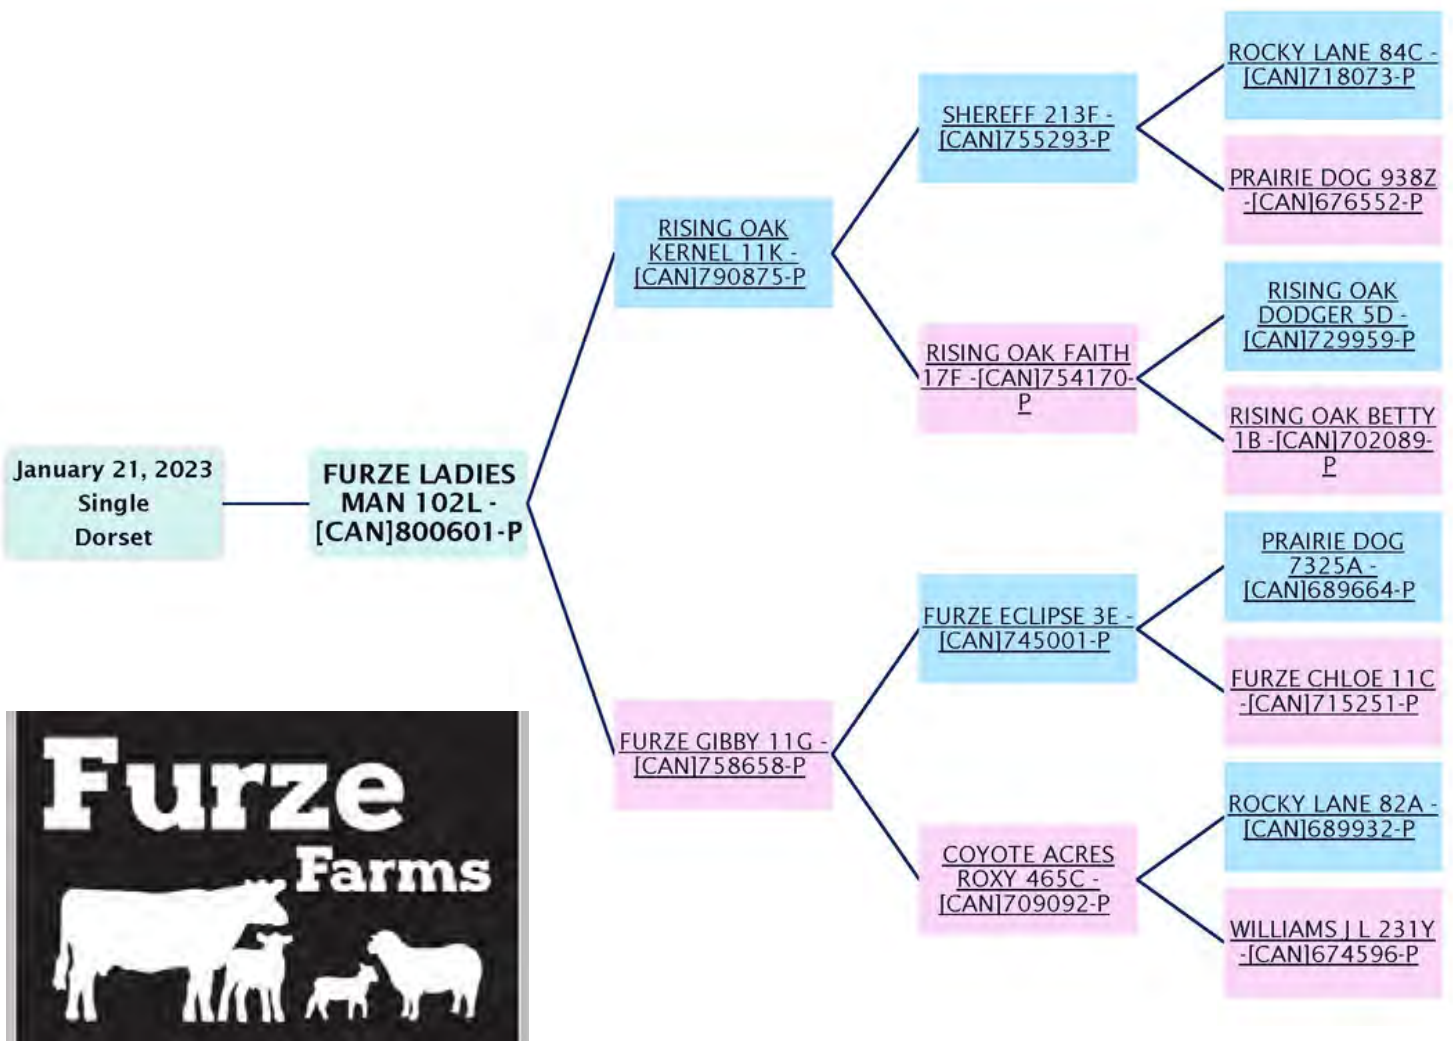 January 21, 2023
Single
Dorset
FURZE LADIES
MAN 102L -
[CAN]800601-P
RISING OAK
KERNEL 11K -
[CAN]790875-P
FURZE GIBBY 11G -
[CAN]758658-P
SHEREFF 213F -
[CAN]755293-P
RISING OAK FAITH
17F -[CAN]754170-
P
FURZE ECLIPSE 3E -
[CAN]745001-P
COYOTE ACRES
ROXY 465C -
[CAN]709092-P
ROCKY LANE 84C -
[CAN]718073-P
PRAIRIE DOG 938Z
-[CAN]676552-P
RISING OAK
DODGER 5D -
[CAN]729959-P
RISING OAK BETTY
1B -[CAN]702089-
P
PRAIRIE DOG
7325A -
[CAN]689664-P
FURZE CHLOE 11C
-[CAN]715251-P
ROCKY LANE 82A -
[CAN]689932-P
WILLIAMS J L 231Y
-[CAN]674596-P
Furze
Farms